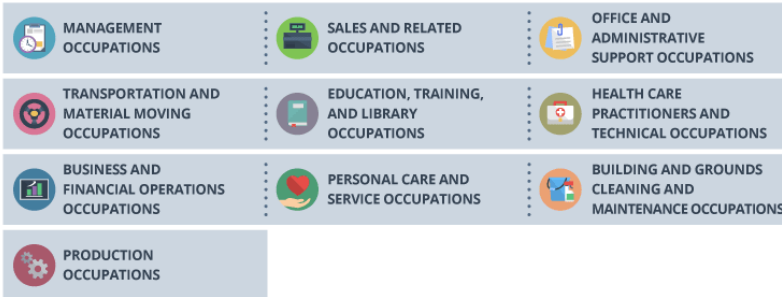 MANAGEMENT
OCCUPATIONS
SALES AND RELATED
OCCUPATIONS
OFFICE AND
ADMINISTRATIVE
SUPPORT OCCUPATIONS
TRANSPORTATION AND
MATERIAL MOVING
OCCUPATIONS
EDUCATION, TRAINING,
AND LIBRARY
OCCUPATIONS
HEALTH CARE
PRACTITIONERS AND
TECHNICAL OCCUPATIONS
BUSINESS AND
FINANCIAL OPERATIONS
OCCUPATIONS
PERSONAL CARE AND
SERVICE OCCUPATIONS
BUILDING AND GROUNDS
CLEANING AND
MAINTENANCE OCCUPATIONS
PRODUCTION
OCCUPATIONS